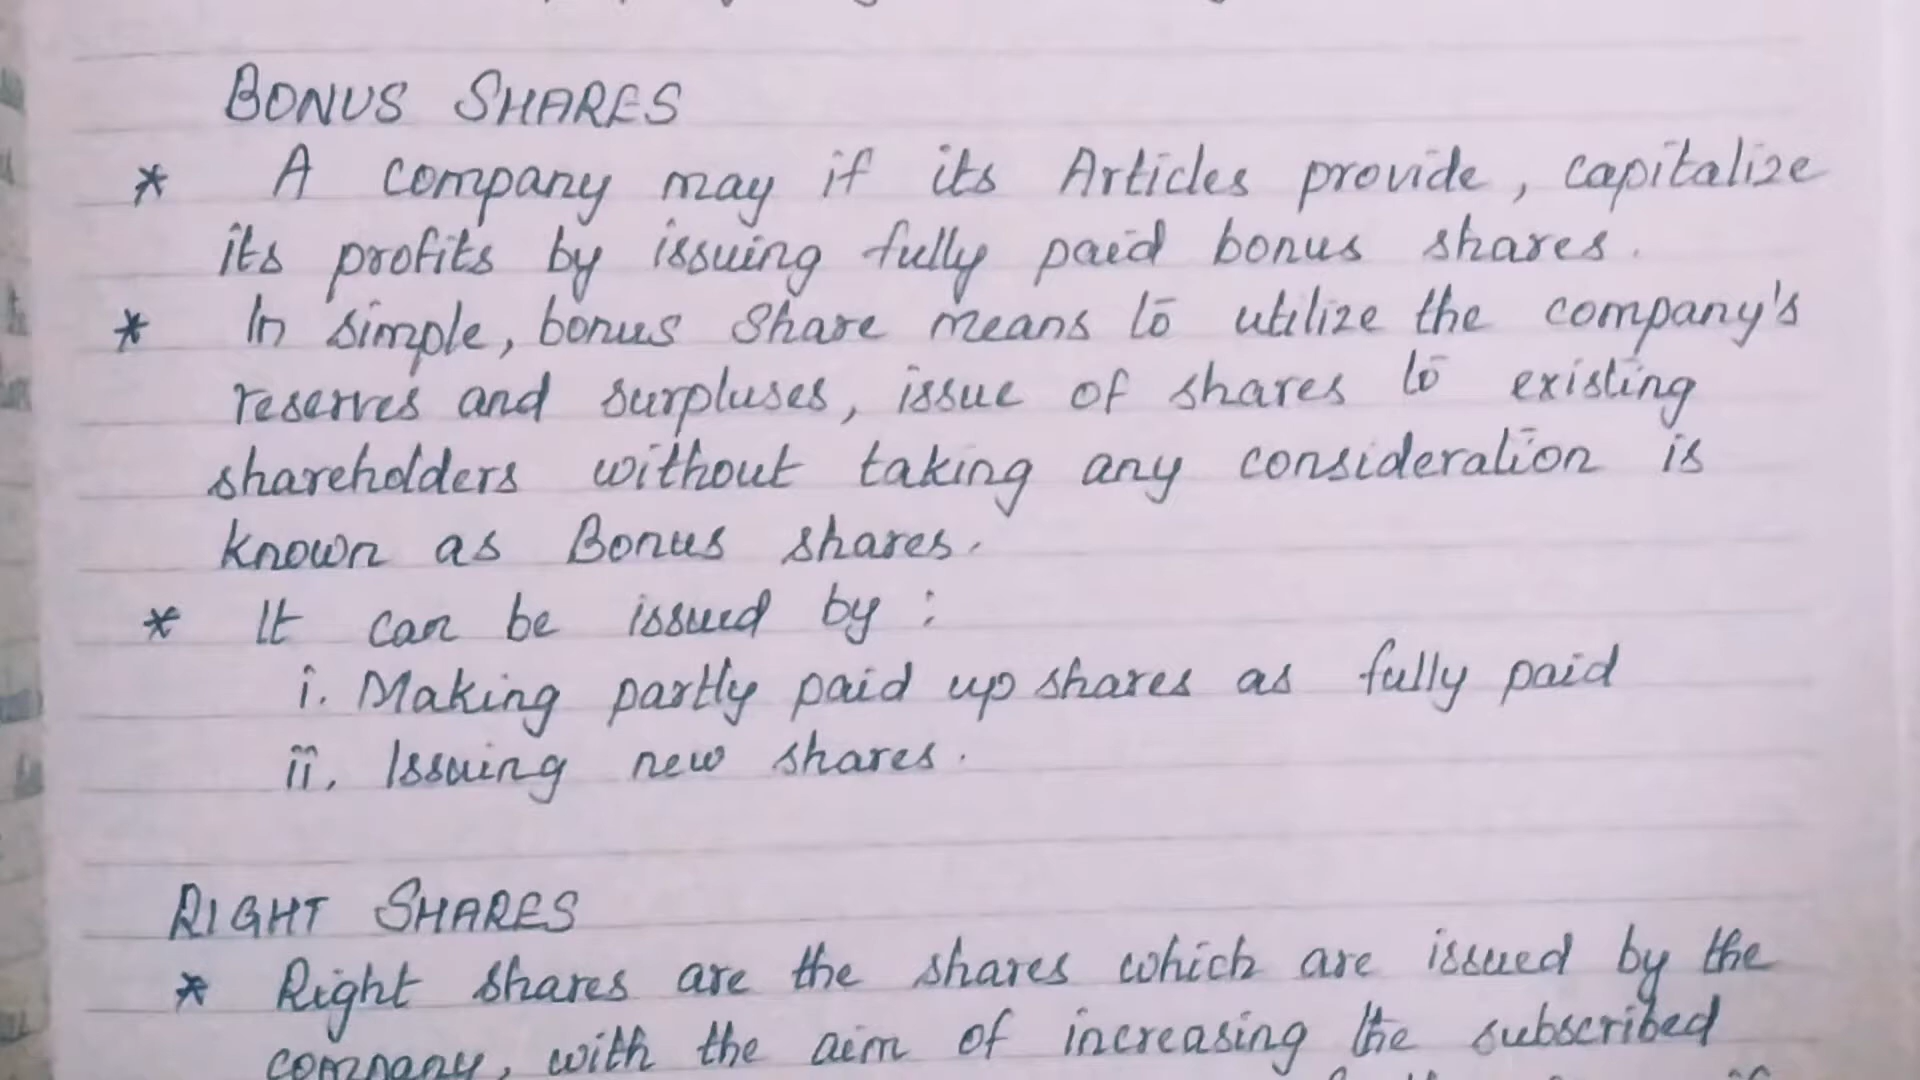 BONUS SHARES
* A company may if its Articles provide, capitalize
its profits by issuing fully paid bonus shares.
* In simple, bonus Share means to utilize the company's
reserves and surpluses, issue of shares to existing
shareholders without taking any consideration is
known as Bonus shares.
* It can be issued by :
i. Making partly paid up shares as fully paid
ii. Issuing new shares.
RIGHT SHARES
* Right shares are the shares which are issued by the
company, with the aim of increasing the subscribed